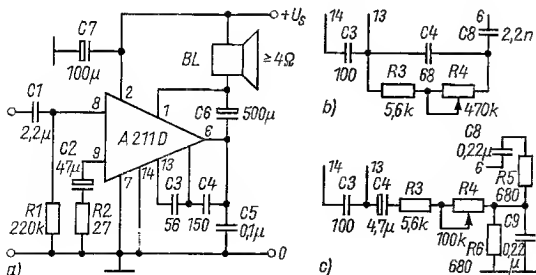 C7
100μ
+U_S
BL
≥4Ω
2
1
C1
2,2μ
8
C6
500μ
A 211 D
6
C2
47μ
9
7
14
13
C3
56
C4
150
C5
0,1μ
R1
220k
R2
27
0
a)
14
13
C3
100
C4
68
6
C8
2,2n
R3
5,6k
R4
470k
b)
14
13
C3
100
C4
4,7μ
R3
5,6k
R4
100k
C8
0,22μ
6
R5
680
R6
680
C9
0,22
μ
c)